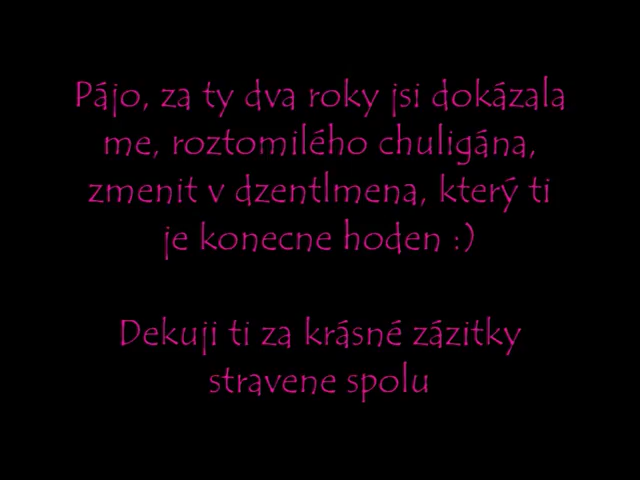 Pájo, za ty dva roky jsi dokázala
me, roztomilého chuligána,
zmenit v dzentlmena, který ti
je konecne hoden :)
Dekuji ti za krásné zázitky
stravene spolu